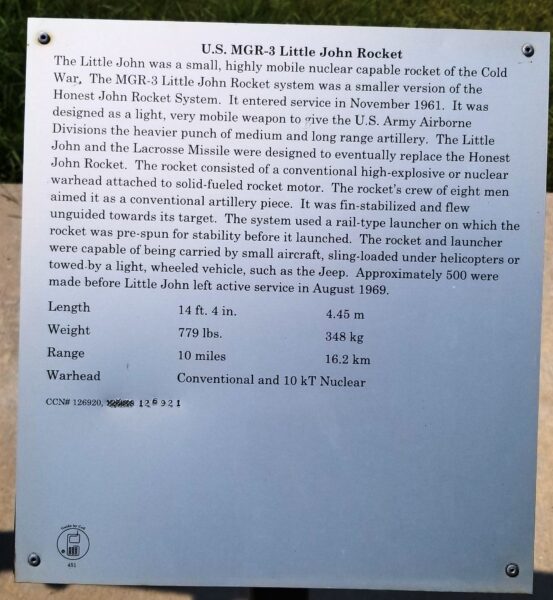 U.S. MGR-3 Little John Rocket
The Little John was a small, highly mobile nuclear capable rocket of the Cold
War. The MGR-3 Little John Rocket system was a smaller version of the
Honest John Rocket System. It entered service in November 1961. It was
designed as a light, very mobile weapon to give the U.S. Army Airborne
Divisions the heavier punch of medium and long range artillery. The Little
John and the Lacrosse Missile were designed to eventually replace the Honest
John Rocket. The rocket consisted of a conventional high-explosive or nuclear
warhead attached to solid-fueled rocket motor. The rocket's crew of eight men
aimed it as a conventional artillery piece. It was fin-stabilized and flew
unguided towards its target. The system used a rail-type launcher on which the
rocket was pre-spun for stability before it launched. The rocket and launcher
were capable of being carried by small aircraft, sling-loaded under helicopters or
towed by a light, wheeled vehicle, such as the Jeep. Approximately 500 were
made before Little John left active service in August 1969.
Length 14 ft. 4 in. 4.45 m
Weight 779 lbs. 348 kg
Range 10 miles 16.2 km
Warhead Conventional and 10 kT Nuclear
CCN# 126920, 126921
Guide by Cell
451